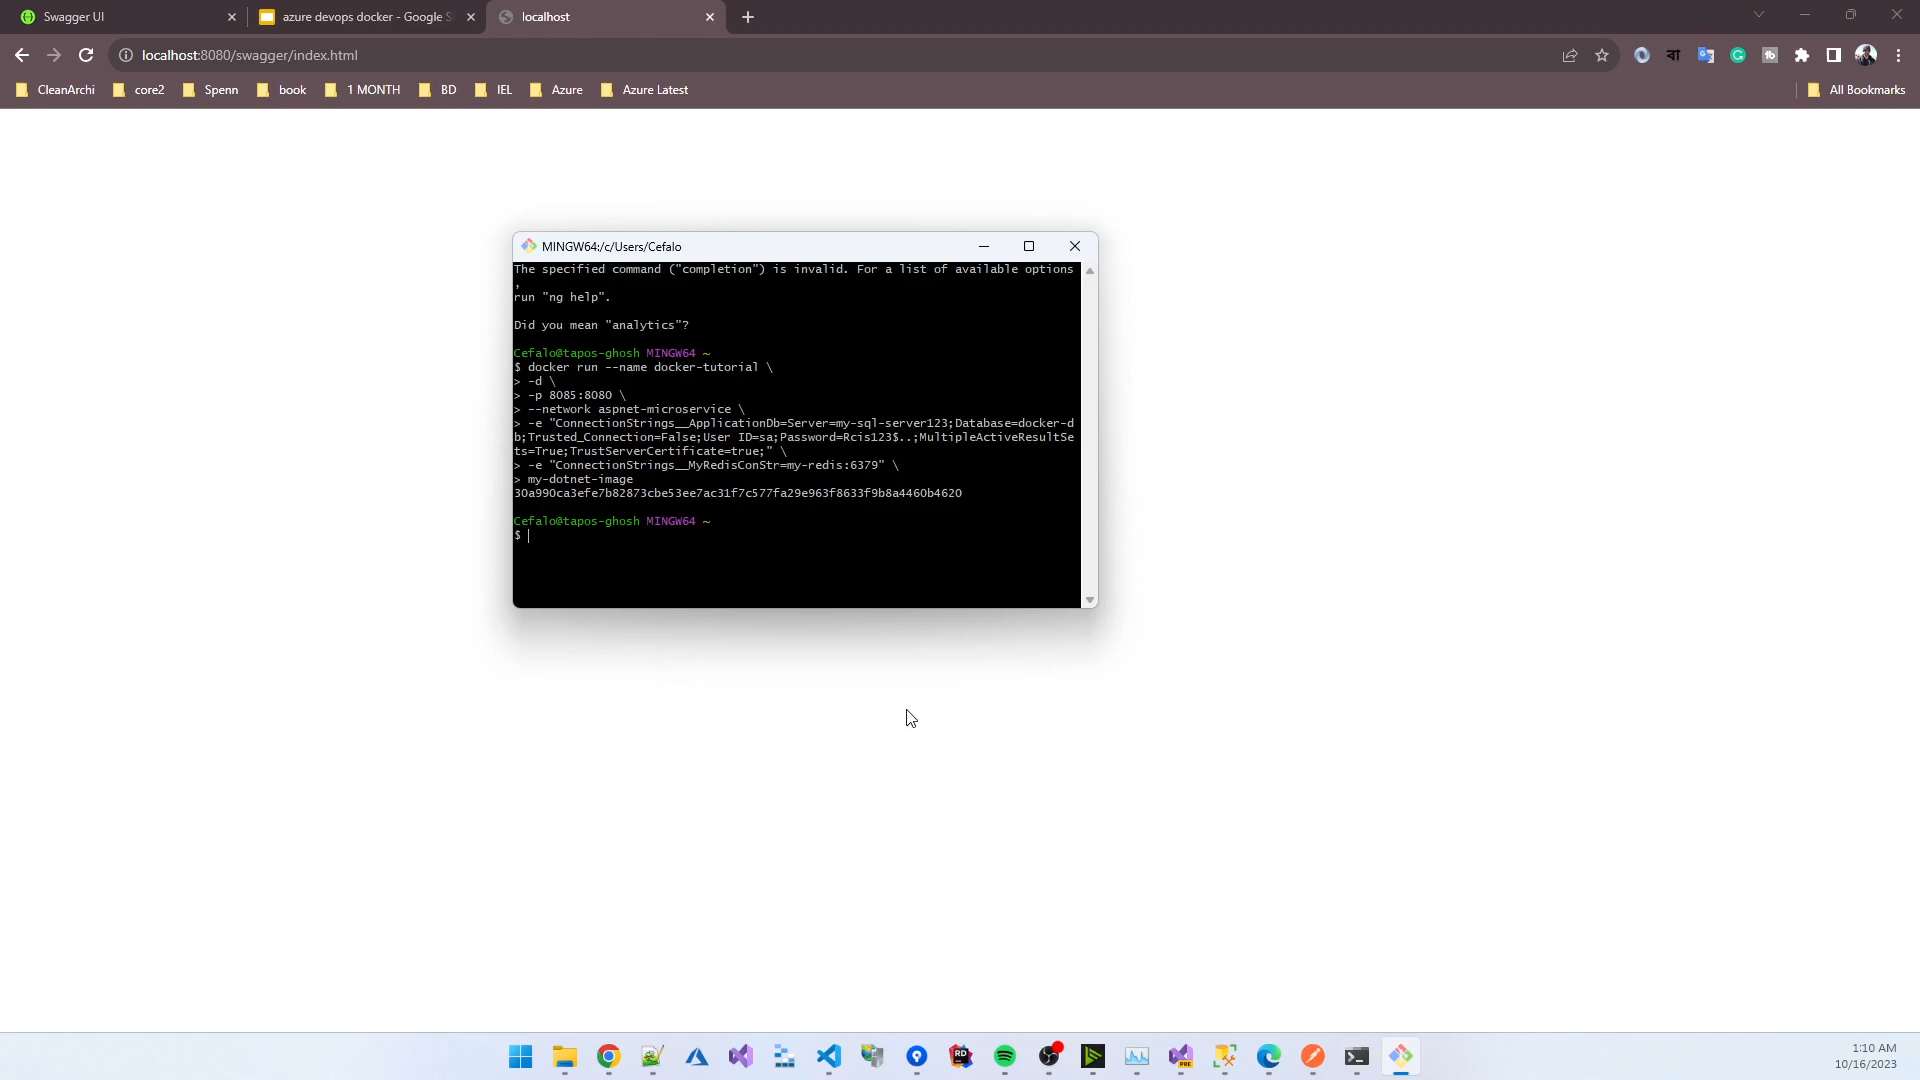 Swagger UI
azure devops docker - Google S
localhost
localhost:8080/swagger/index.html
বা
CleanArchi
core2
Spenn
book
1 MONTH
BD
IEL
Azure
Azure Latest
All Bookmarks
MINGW64:/c/Users/Cefalo
The specified command ("completion") is invalid. For a list of available options
,
run "ng help".
Did you mean "analytics"?
Cefalo@tapos-ghosh MINGW64 ~
$ docker run --name docker-tutorial \
> -d \
> -p 8085:8080 \
> --network aspnet-microservice \
> -e "ConnectionStrings__ApplicationDb=Server=my-sql-server123;Database=docker-d
b;Trusted_Connection=False;User ID=sa;Password=Rcis123$..;MultipleActiveResultSe
ts=True;TrustServerCertificate=true;" \
> -e "ConnectionStrings__MyRedisConStr=my-redis:6379" \
> my-dotnet-image
30a990ca3efe7b82873cbe53ee7ac31f7c577fa29e963f8633f9b8a4460b4620
Cefalo@tapos-ghosh MINGW64 ~
$
RD
PRE
1:10 AM
10/16/2023